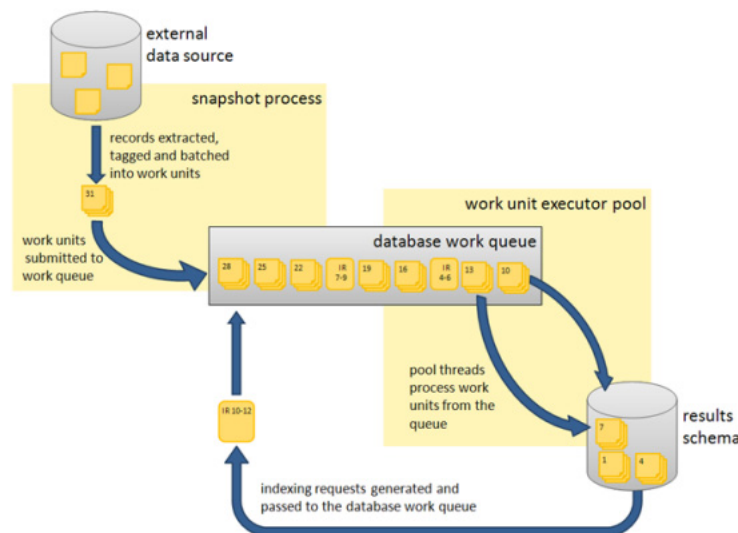 external
data source
snapshot process
records extracted,
tagged and batched
into work units
31
work units
submitted to
work queue
work unit executor pool
database work queue
28
25
22
IR
7-9
19
16
IR
4-6
13
10
pool threads
process work
units from the
queue
IR 10-12
7
1
4
results
schema
indexing requests generated and
passed to the database work queue